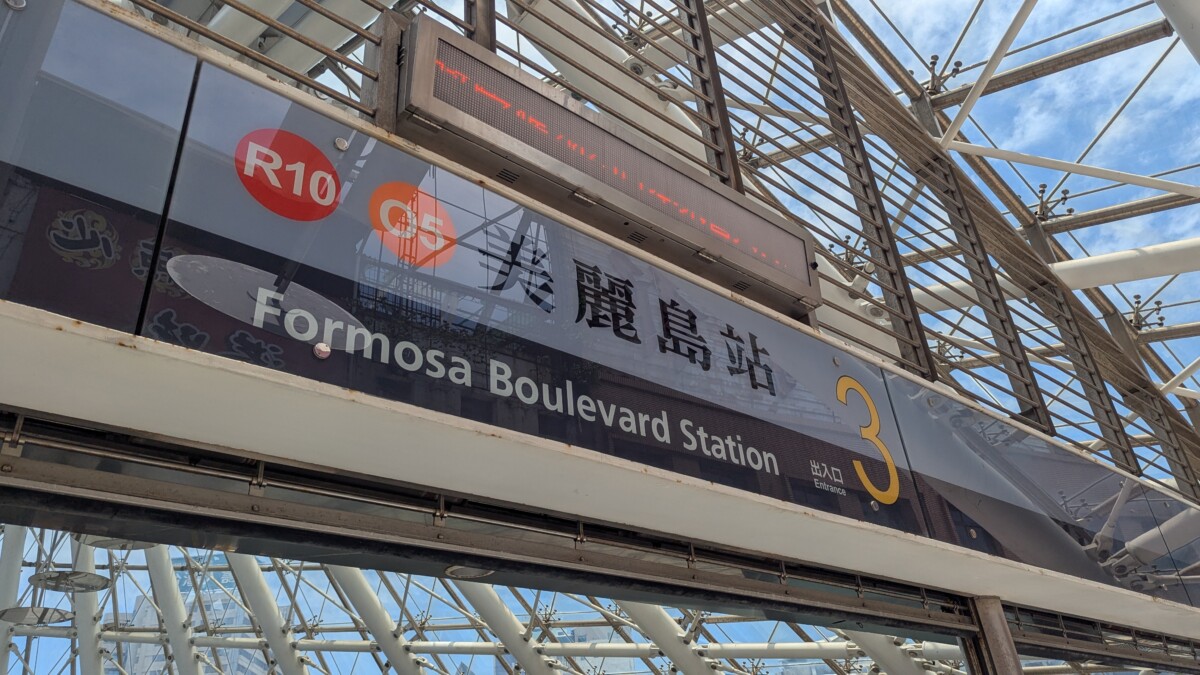 R10
O5
美麗島站
Formosa Boulevard Station
出入口
Entrance
3